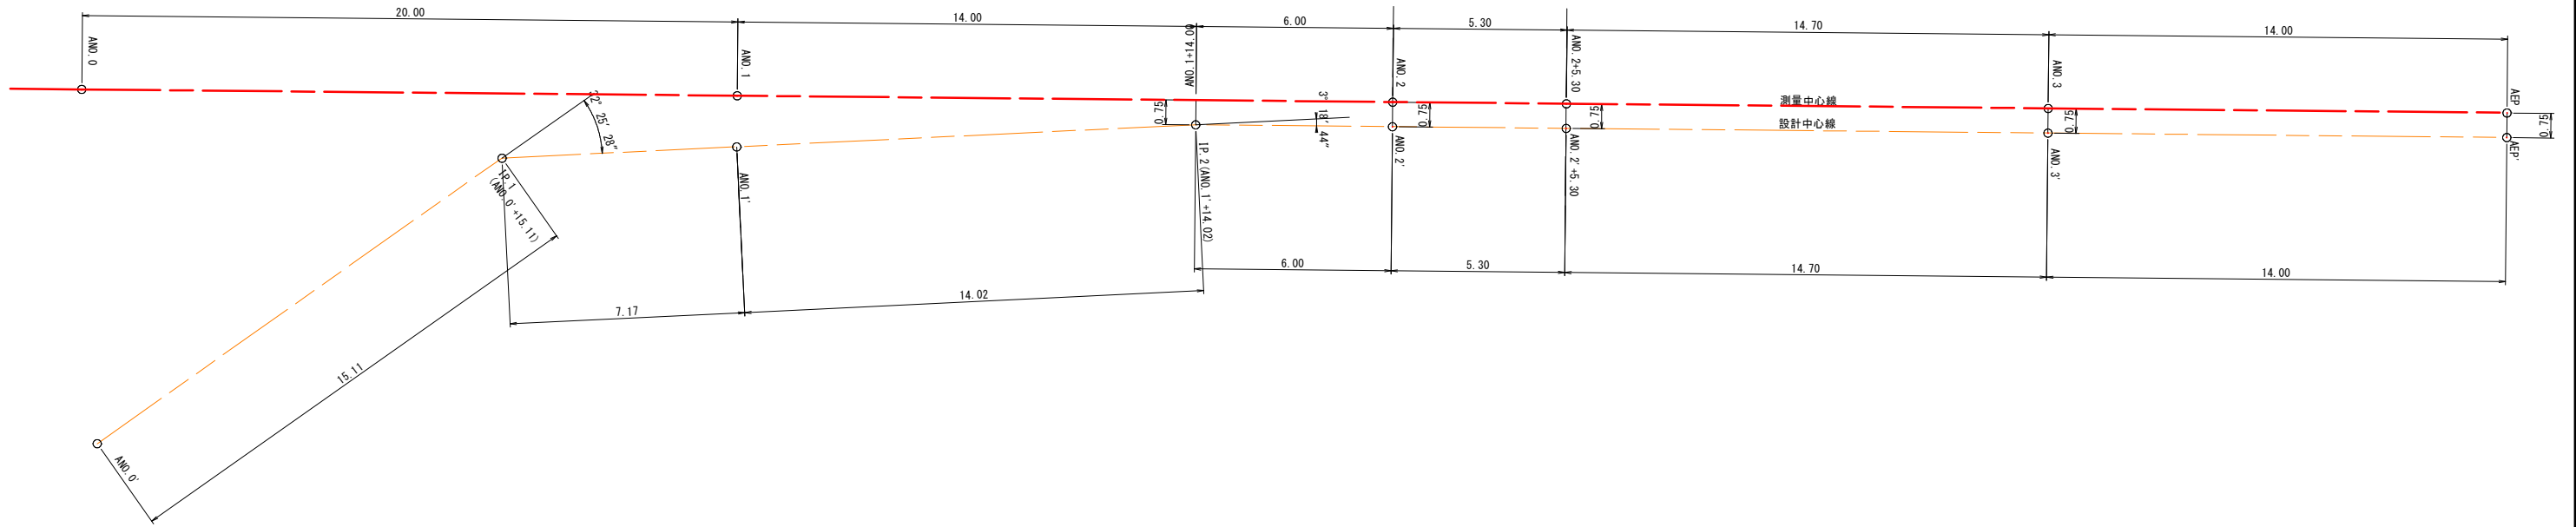 20.00
14.00
6.00
5.30
14.70
14.00
ANO.0
ANO.1
ANO.1+14.00
ANO.2
ANO.2+5.30
ANO.3
AEP
測量中心線
設計中心線
0.75
0.75
0.75
0.75
0.75
3° 18′ 44″
25′ 28″
IP.1
(ANO.0'+15.11)
ANO.1'
IP.2(ANO.1'+14.02)
ANO.2'
ANO.2'+5.30
ANO.3'
AEP'
6.00
5.30
14.70
14.00
7.17
14.02
15.11
ANO.0'